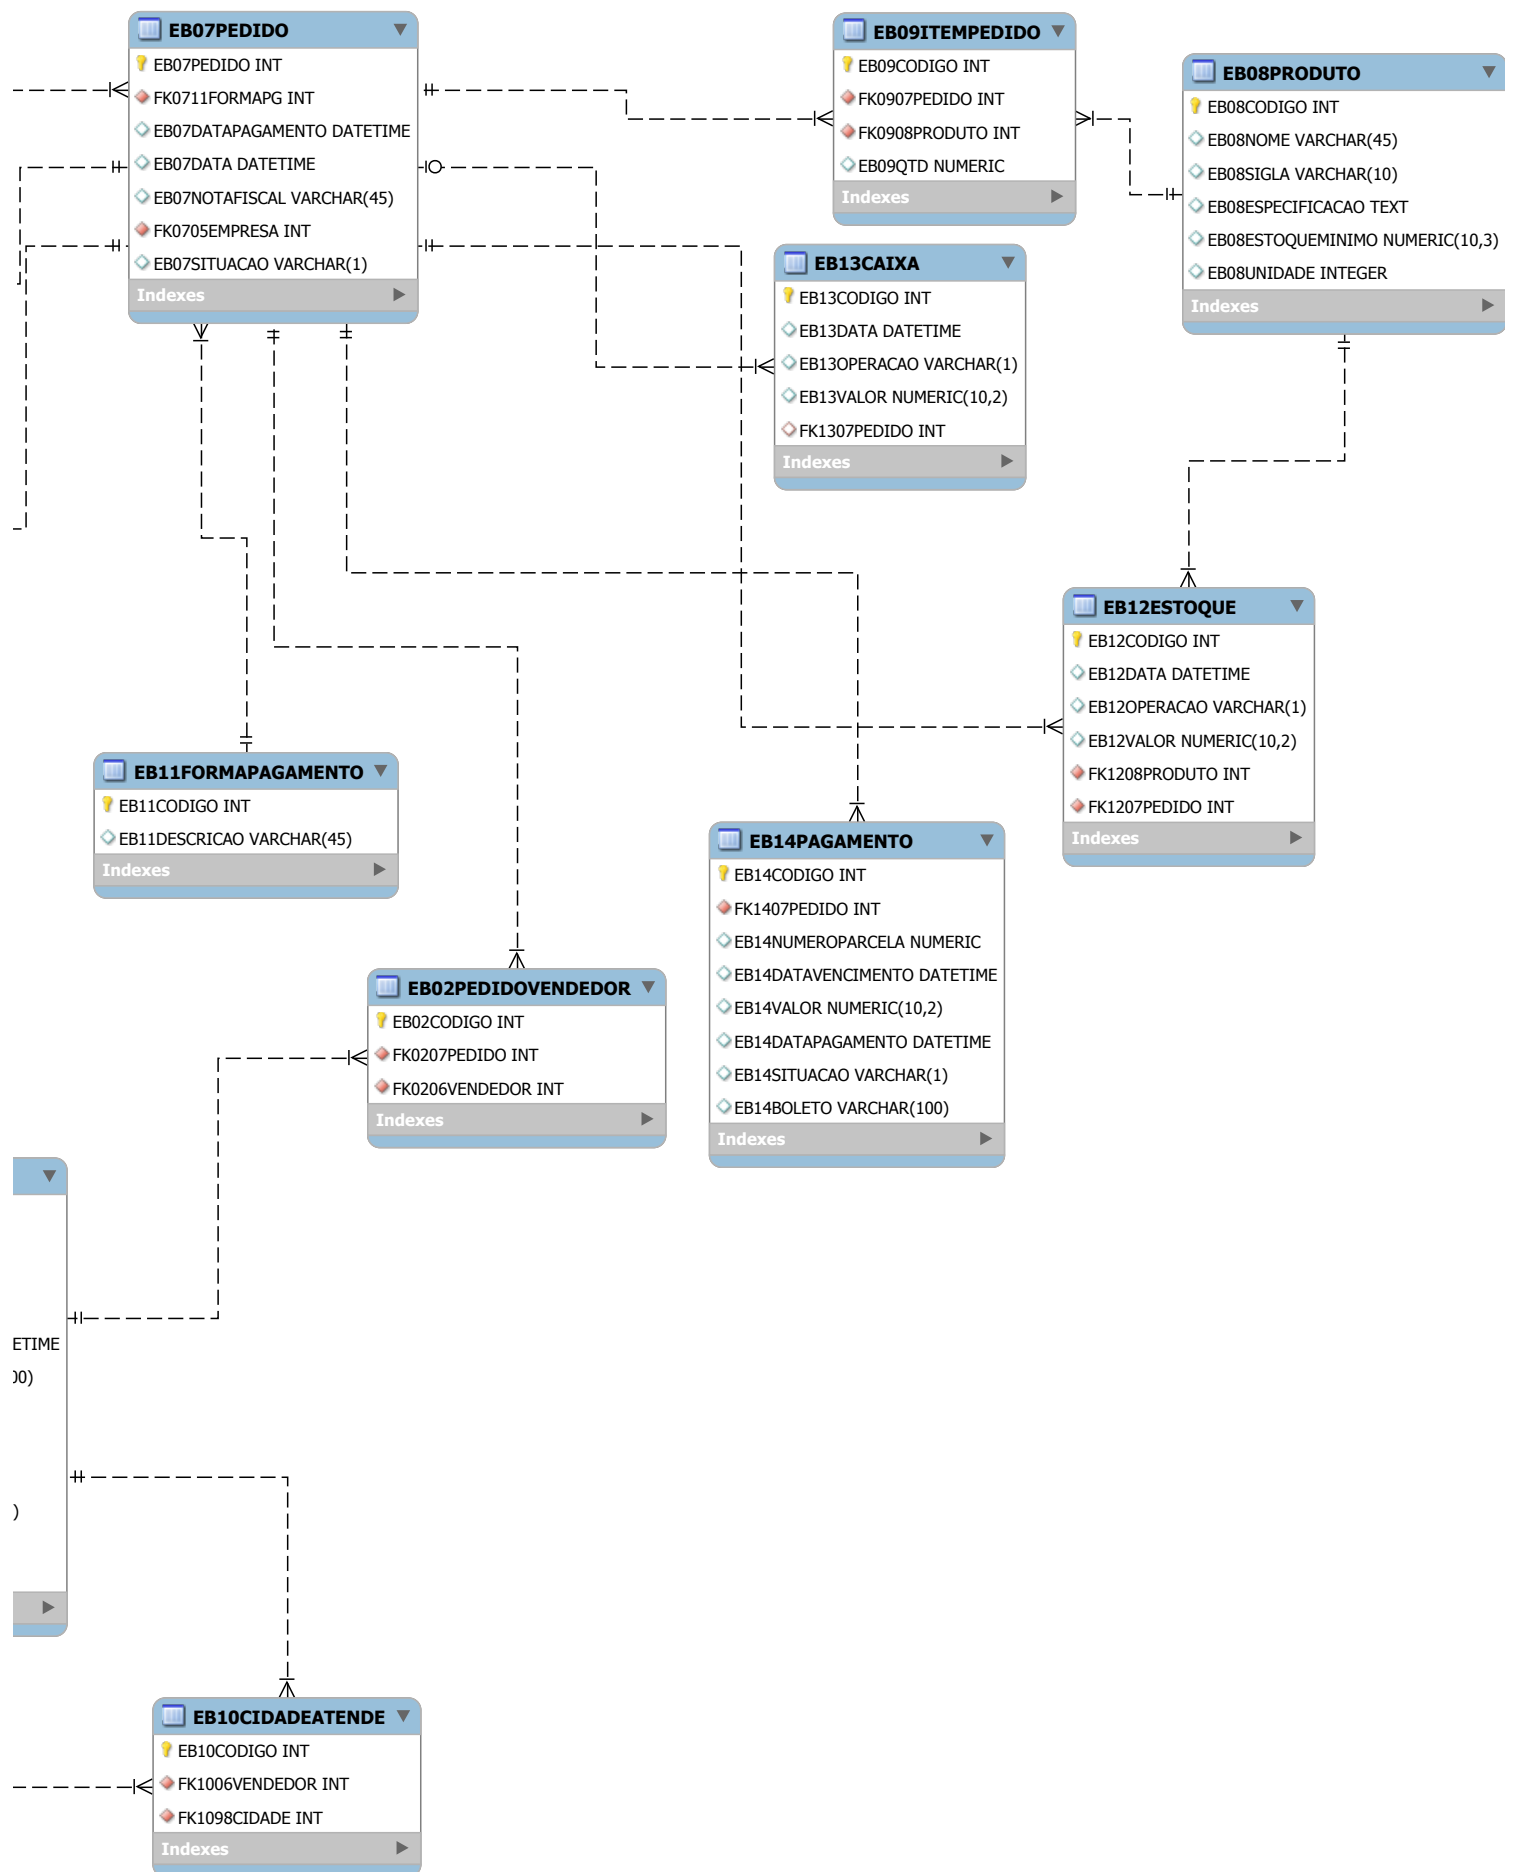 EB07PEDIDO
EB07PEDIDO INT
FK0711FORMAPG INT
EB07DATAPAGAMENTO DATETIME
EB07DATA DATETIME
EB07NOTAFISCAL VARCHAR(45)
FK0705EMPRESA INT
EB07SITUACAO VARCHAR(1)
Indexes
EB09ITEMPEDIDO
EB09CODIGO INT
FK0907PEDIDO INT
FK0908PRODUTO INT
EB09QTD NUMERIC
Indexes
EB08PRODUTO
EB08CODIGO INT
EB08NOME VARCHAR(45)
EB08SIGLA VARCHAR(10)
EB08ESPECIFICACAO TEXT
EB08ESTOQUEMINIMO NUMERIC(10,3)
EB08UNIDADE INTEGER
Indexes
EB13CAIXA
EB13CODIGO INT
EB13DATA DATETIME
EB13OPERACAO VARCHAR(1)
EB13VALOR NUMERIC(10,2)
FK1307PEDIDO INT
Indexes
EB12ESTOQUE
EB12CODIGO INT
EB12DATA DATETIME
EB12OPERACAO VARCHAR(1)
EB12VALOR NUMERIC(10,2)
FK1208PRODUTO INT
FK1207PEDIDO INT
Indexes
EB11FORMAPAGAMENTO
EB11CODIGO INT
EB11DESCRICAO VARCHAR(45)
Indexes
EB14PAGAMENTO
EB14CODIGO INT
FK1407PEDIDO INT
EB14NUMEROPARCELA NUMERIC
EB14DATAVENCIMENTO DATETIME
EB14VALOR NUMERIC(10,2)
EB14DATAPAGAMENTO DATETIME
EB14SITUACAO VARCHAR(1)
EB14BOLETO VARCHAR(100)
Indexes
EB02PEDIDOVENDEDOR
EB02CODIGO INT
FK0207PEDIDO INT
FK0206VENDEDOR INT
Indexes
ETIME
00)
)
EB10CIDADEATENDE
EB10CODIGO INT
FK1006VENDEDOR INT
FK1098CIDADE INT
Indexes